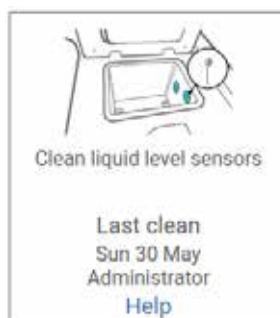 Clean liquid level sensors
Last clean
Sun 30 May
Administrator
Help